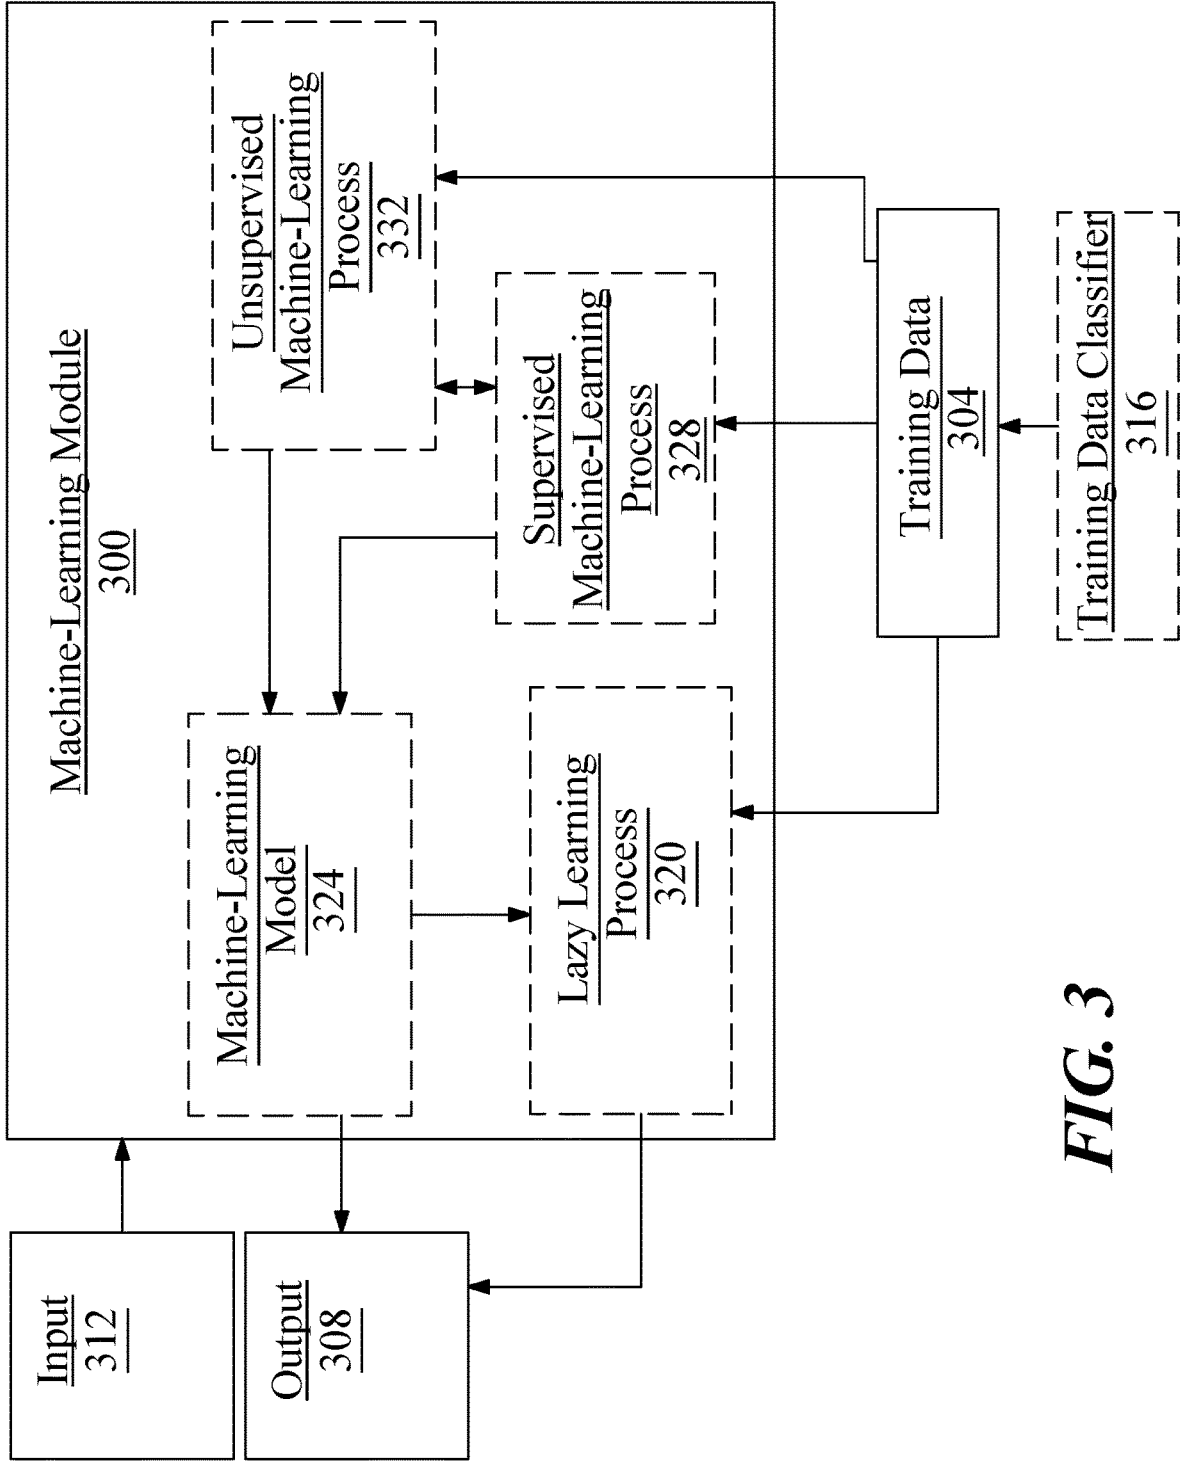 Machine-Learning Module
300
Input
312
Output
308
Machine-Learning
Model
324
Unsupervised
Machine-Learning
Process
332
Supervised
Machine-Learning
Process
328
Lazy Learning
Process
320
Training Data
304
Training Data Classifier
316
FIG. 3